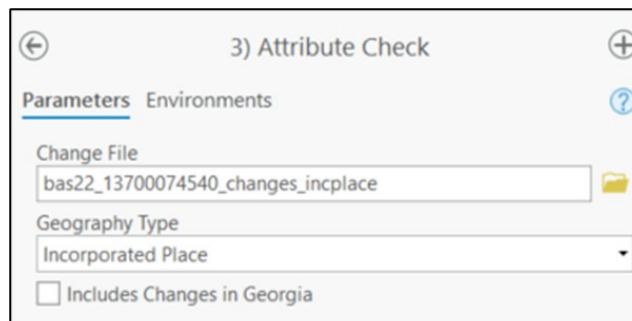 3) Attribute Check
Parameters Environments
Change File
bas22_13700074540_changes_incplace
Geography Type
Incorporated Place
Includes Changes in Georgia